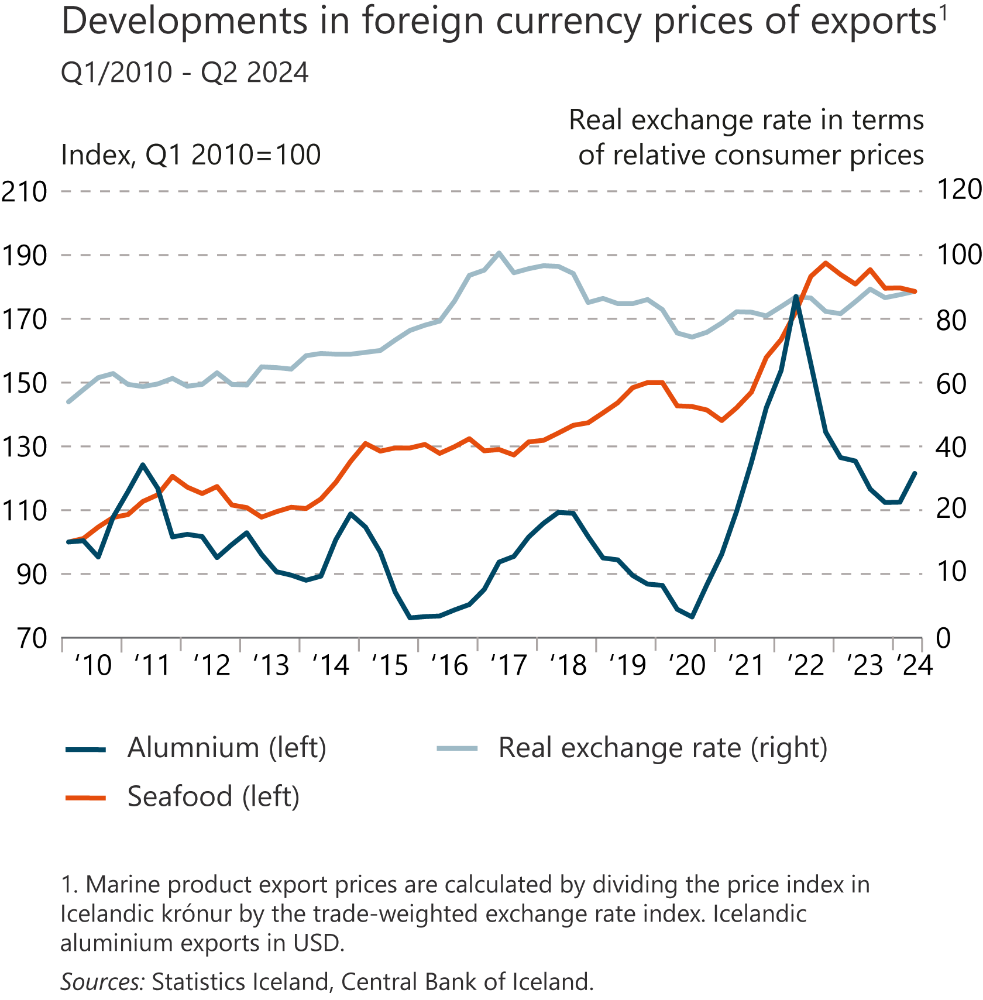 Developments in foreign currency prices of exports¹
Q1/2010 - Q2 2024
Real exchange rate in terms
of relative consumer prices
Index, Q1 2010=100
210 120
190 100
170 80
150 60
130 40
110 20
90 10
70 0
‘10 ‘11 ‘12 ‘13 ‘14 ‘15 ‘16 ‘17 ‘18 ‘19 ‘20 ‘21 ‘22 ‘23 ‘24
Alumnium (left) Real exchange rate (right)
Seafood (left)
1. Marine product export prices are calculated by dividing the price index in
Icelandic krónur by the trade-weighted exchange rate index. Icelandic
aluminium exports in USD.
Sources: Statistics Iceland, Central Bank of Iceland.